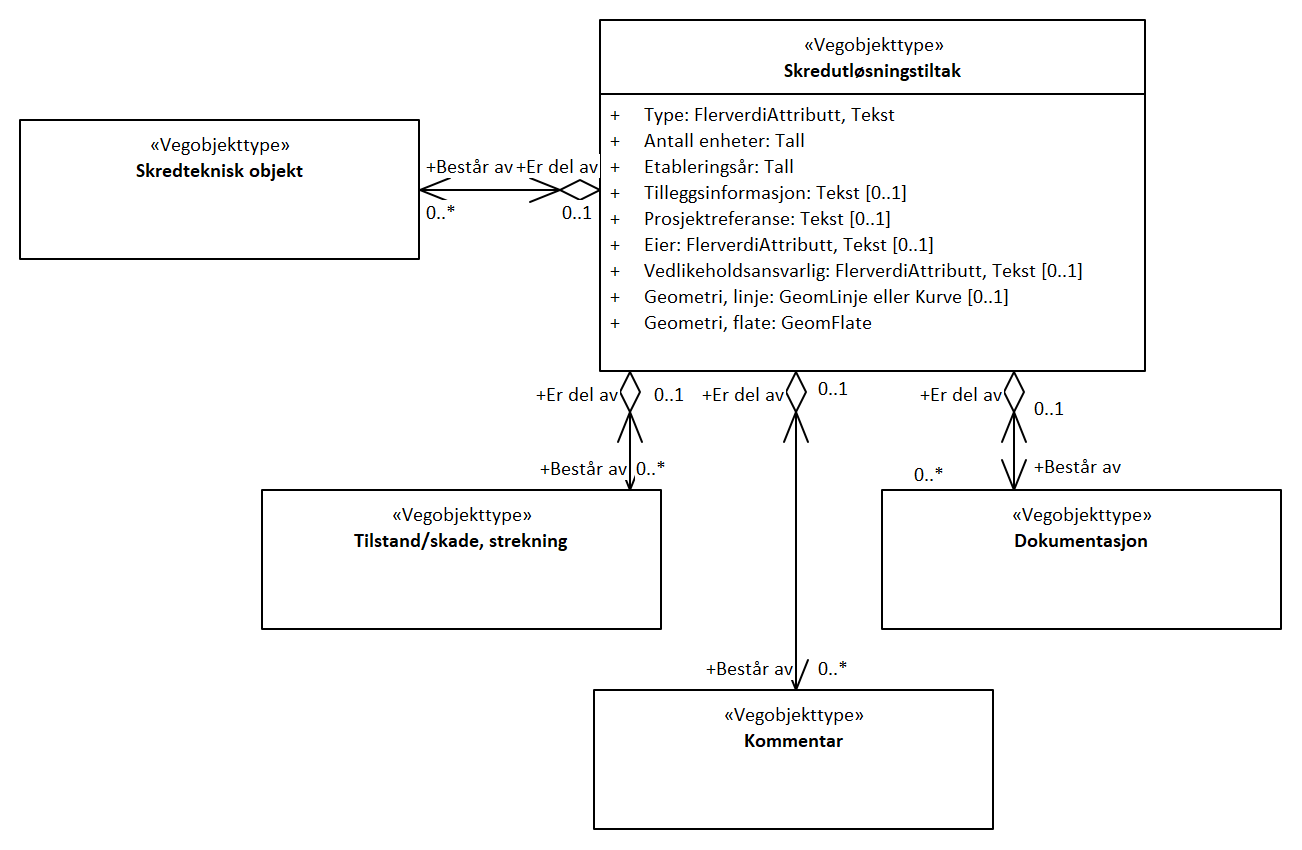 «Vegobjekttype»
Skredutløsningstiltak
+ Type: FlerverdiAttributt, Tekst
+ Antall enheter: Tall
+ Etableringsår: Tall
+ Tilleggsinformasjon: Tekst [0..1]
+ Prosjektreferanse: Tekst [0..1]
+ Eier: FlerverdiAttributt, Tekst [0..1]
+ Vedlikeholdsansvarlig: FlerverdiAttributt, Tekst [0..1]
+ Geometri, linje: GeomLinje eller Kurve [0..1]
+ Geometri, flate: GeomFlate
«Vegobjekttype»
Skredteknisk objekt
+Består av +Er del av
0..* 0..1
+Er del av 0..1
+Består av 0..*
+Er del av 0..1
+Består av 0..*
+Er del av 0..1
0..* +Består av
«Vegobjekttype»
Tilstand/skade, strekning
«Vegobjekttype»
Dokumentasjon
«Vegobjekttype»
Kommentar